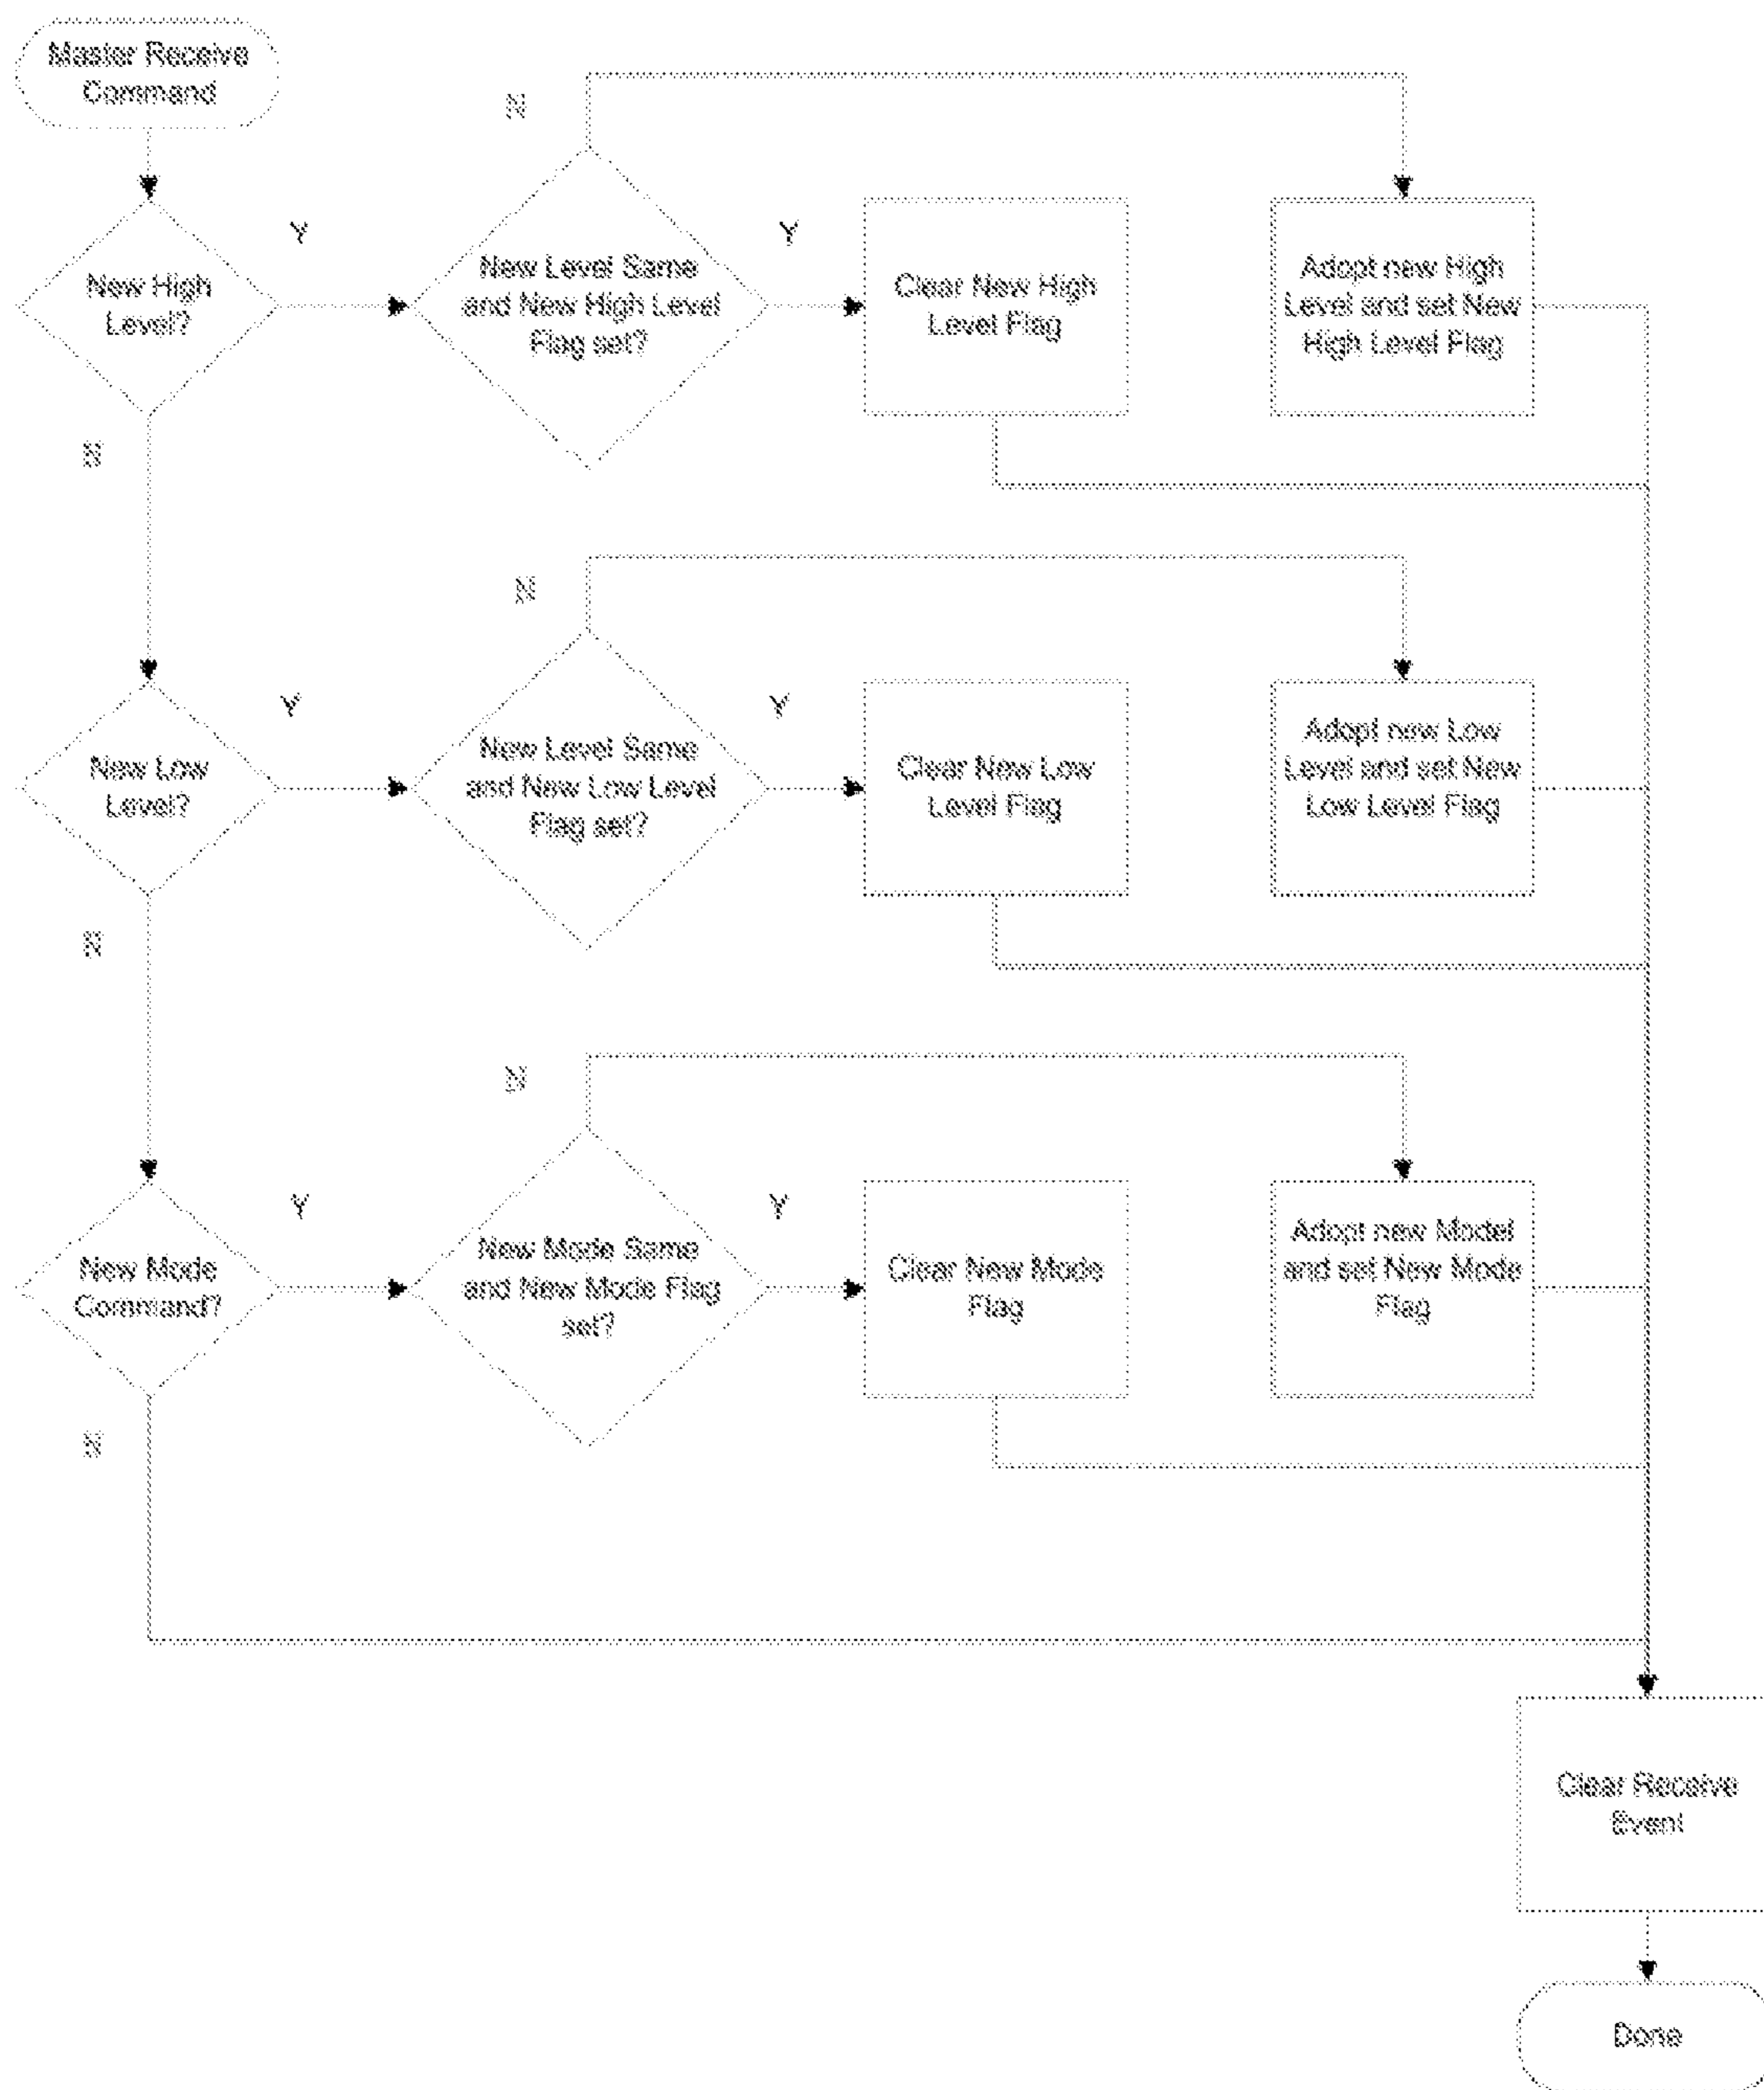 Master Receive
Command
N
Y
Y
New High
Level?
New Level Same
and New High Level
Flag set?
Clear New High
Level Flag
Adopt new High
Level and set New
High Level Flag
N
N
Y
Y
New Low
Level?
New Level Same
and New Low Level
Flag set?
Clear New Low
Level Flag
Adopt new Low
Level and set New
Low Level Flag
N
N
Y
Y
New Mode
Command?
New Mode Same
and New Mode Flag
set?
Clear New Mode
Flag
Adopt new Model
and set New Mode
Flag
N
Clear Receive
Event
Done